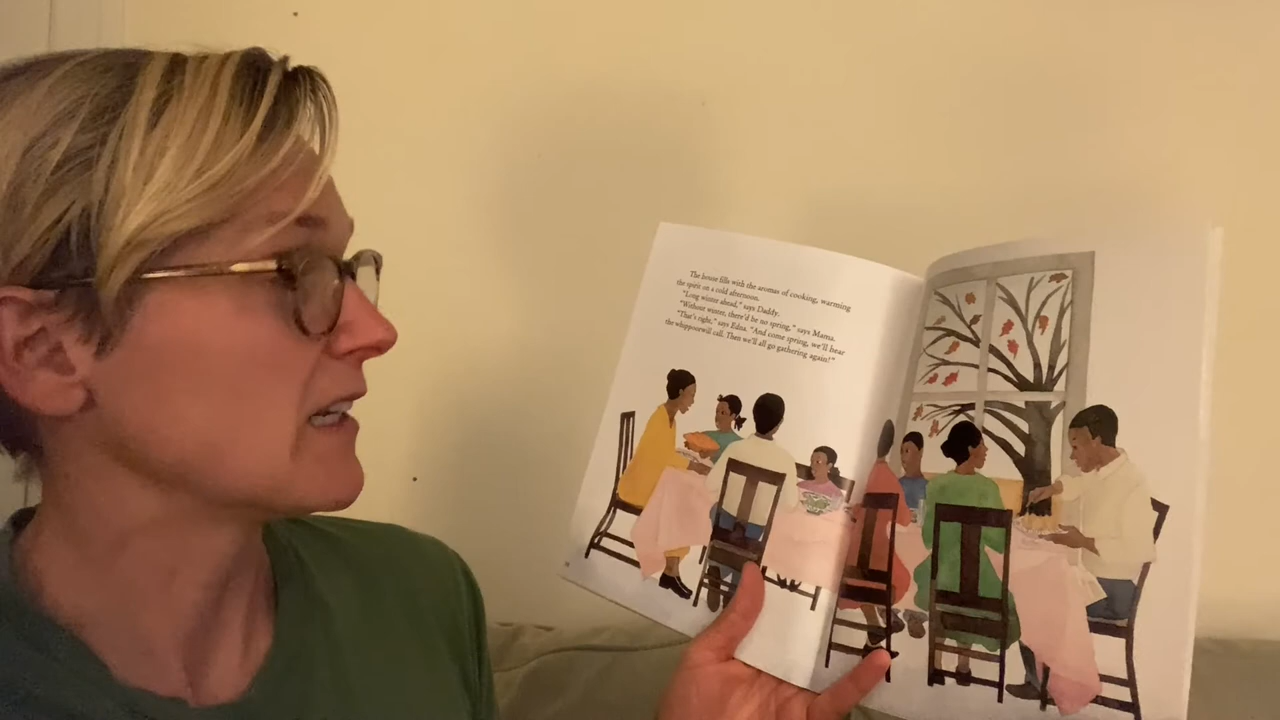 The house fills with the aromas of cooking, warming
the spirit on a cold afternoon.
"Long winter ahead," says Daddy.
"Without winter, there'd be no spring," says Mama.
"That's right," says Edna. "And come spring, we'll hear
the whippoorwill call. Then we'll all go gathering again!"